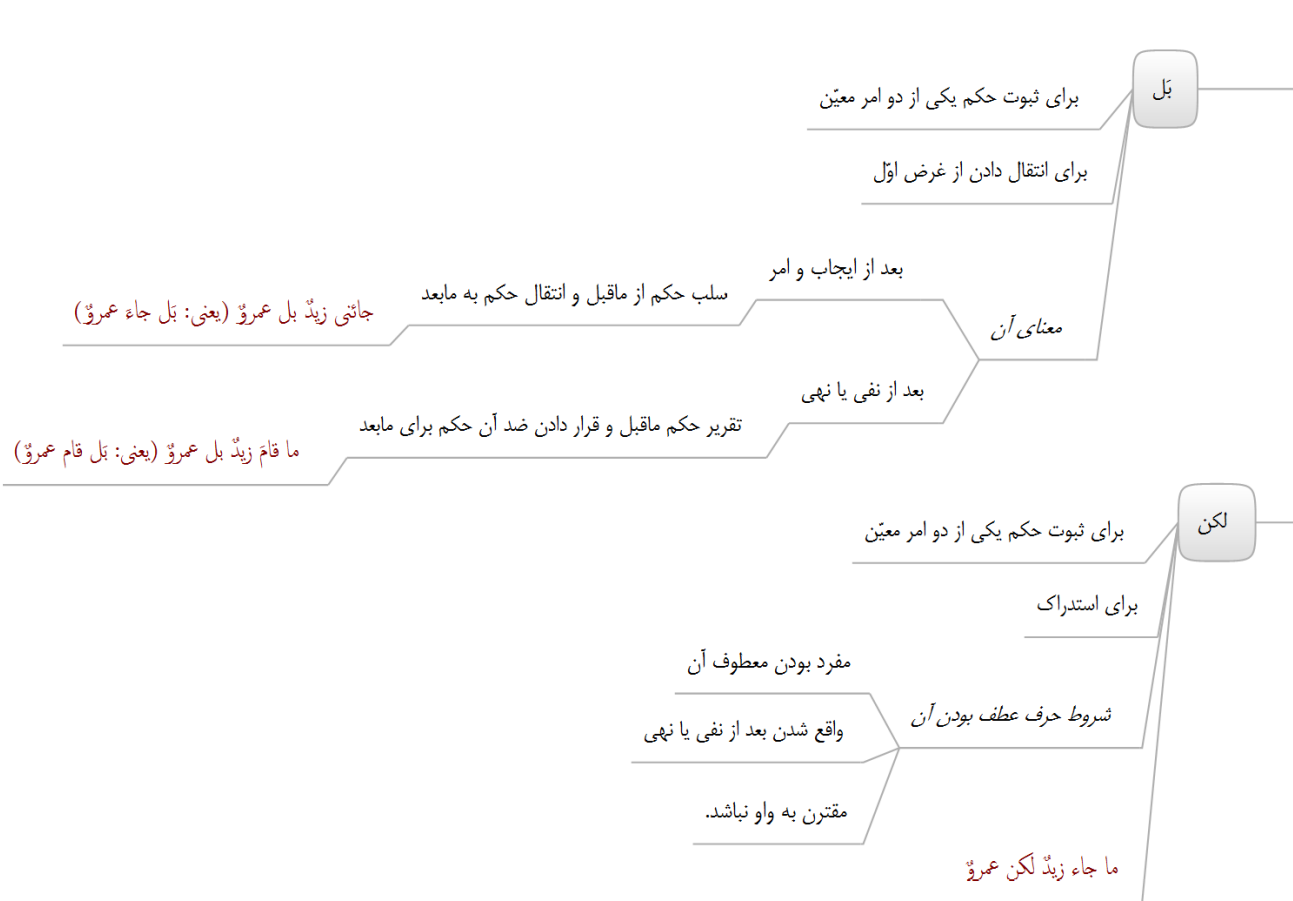 بَل
برای ثبوت حکم یکی از دو امر معیّن
برای انتقال دادن از غرض اوّل
معنای آن
بعد از ایجاب و امر
سلب حکم از ماقبل و انتقال حکم به مابعد
جائنی زیدٌ بل عمروٌ (یعنی: بَل جاءَ عمروٌ)
بعد از نفی یا نهی
تقریر حکم ماقبل و قرار دادن ضد آن حکم برای مابعد
ما قامَ زیدٌ بل عمروٌ (یعنی: بَل قام عمروٌ)
لکن
برای ثبوت حکم یکی از دو امر معیّن
برای استدراک
شروط حرف عطف بودن آن
مفرد بودن معطوف آن
واقع شدن بعد از نفی یا نهی
مقترن به واو نباشد.
ما جاء زیدٌ لَکن عمروٌ